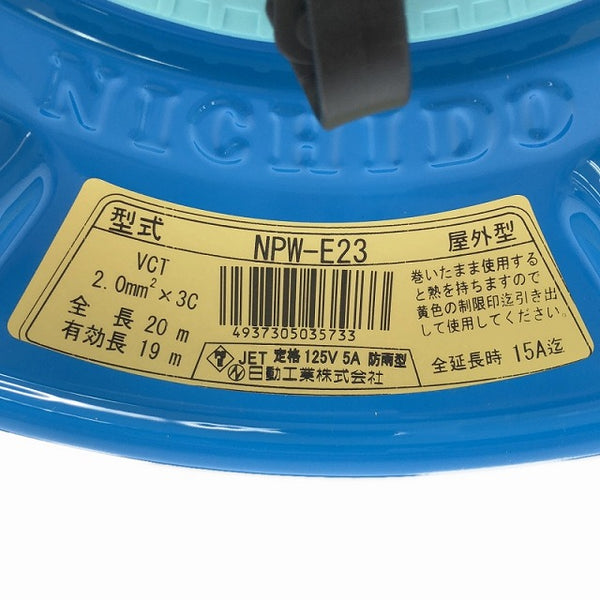 NICHIDO
型式 NPW-E23 屋外型
VCT
2.0mm²×3C
全長 20m
有効長 19m
4937305035733
JET 定格 125V 5A 防雨型
日動工業株式会社
巻いたまま使用する
と熱を持ちますので
黄色の制限印迄引き出
して使用してください。
全延長時 15A迄